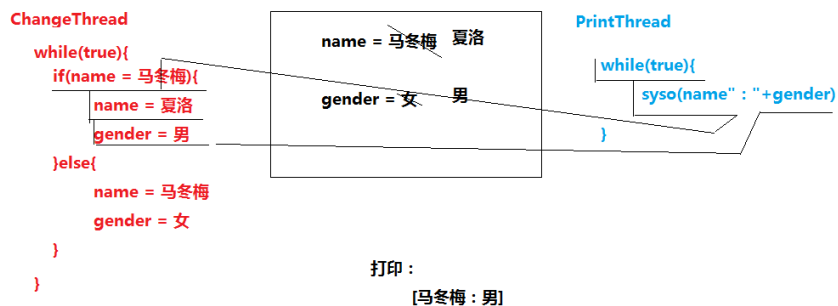 ChangeThread
while(true){
if(name = 马冬梅){
name = 夏洛
gender = 男
}else{
name = 马冬梅
gender = 女
}
}
name = 马冬梅 夏洛
gender = 女 男
PrintThread
while(true){
syso(name" : "+gender)
}
打印：
[马冬梅：男]